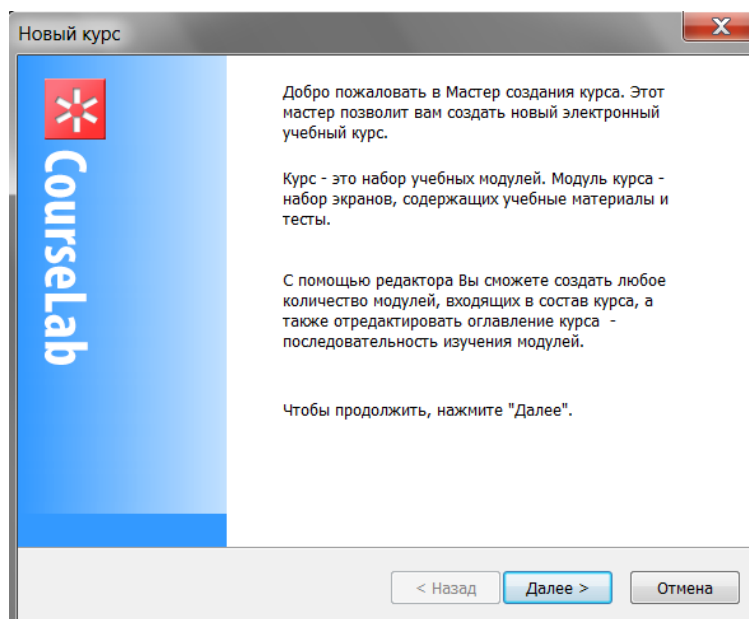 Новый курс
X
CourseLab
Добро пожаловать в Мастер создания курса. Этот
мастер позволит вам создать новый электронный
учебный курс.
Курс - это набор учебных модулей. Модуль курса -
набор экранов, содержащих учебные материалы и
тесты.
С помощью редактора Вы сможете создать любое
количество модулей, входящих в состав курса, а
также отредактировать оглавление курса -
последовательность изучения модулей.
Чтобы продолжить, нажмите "Далее".
< Назад
Далее >
Отмена